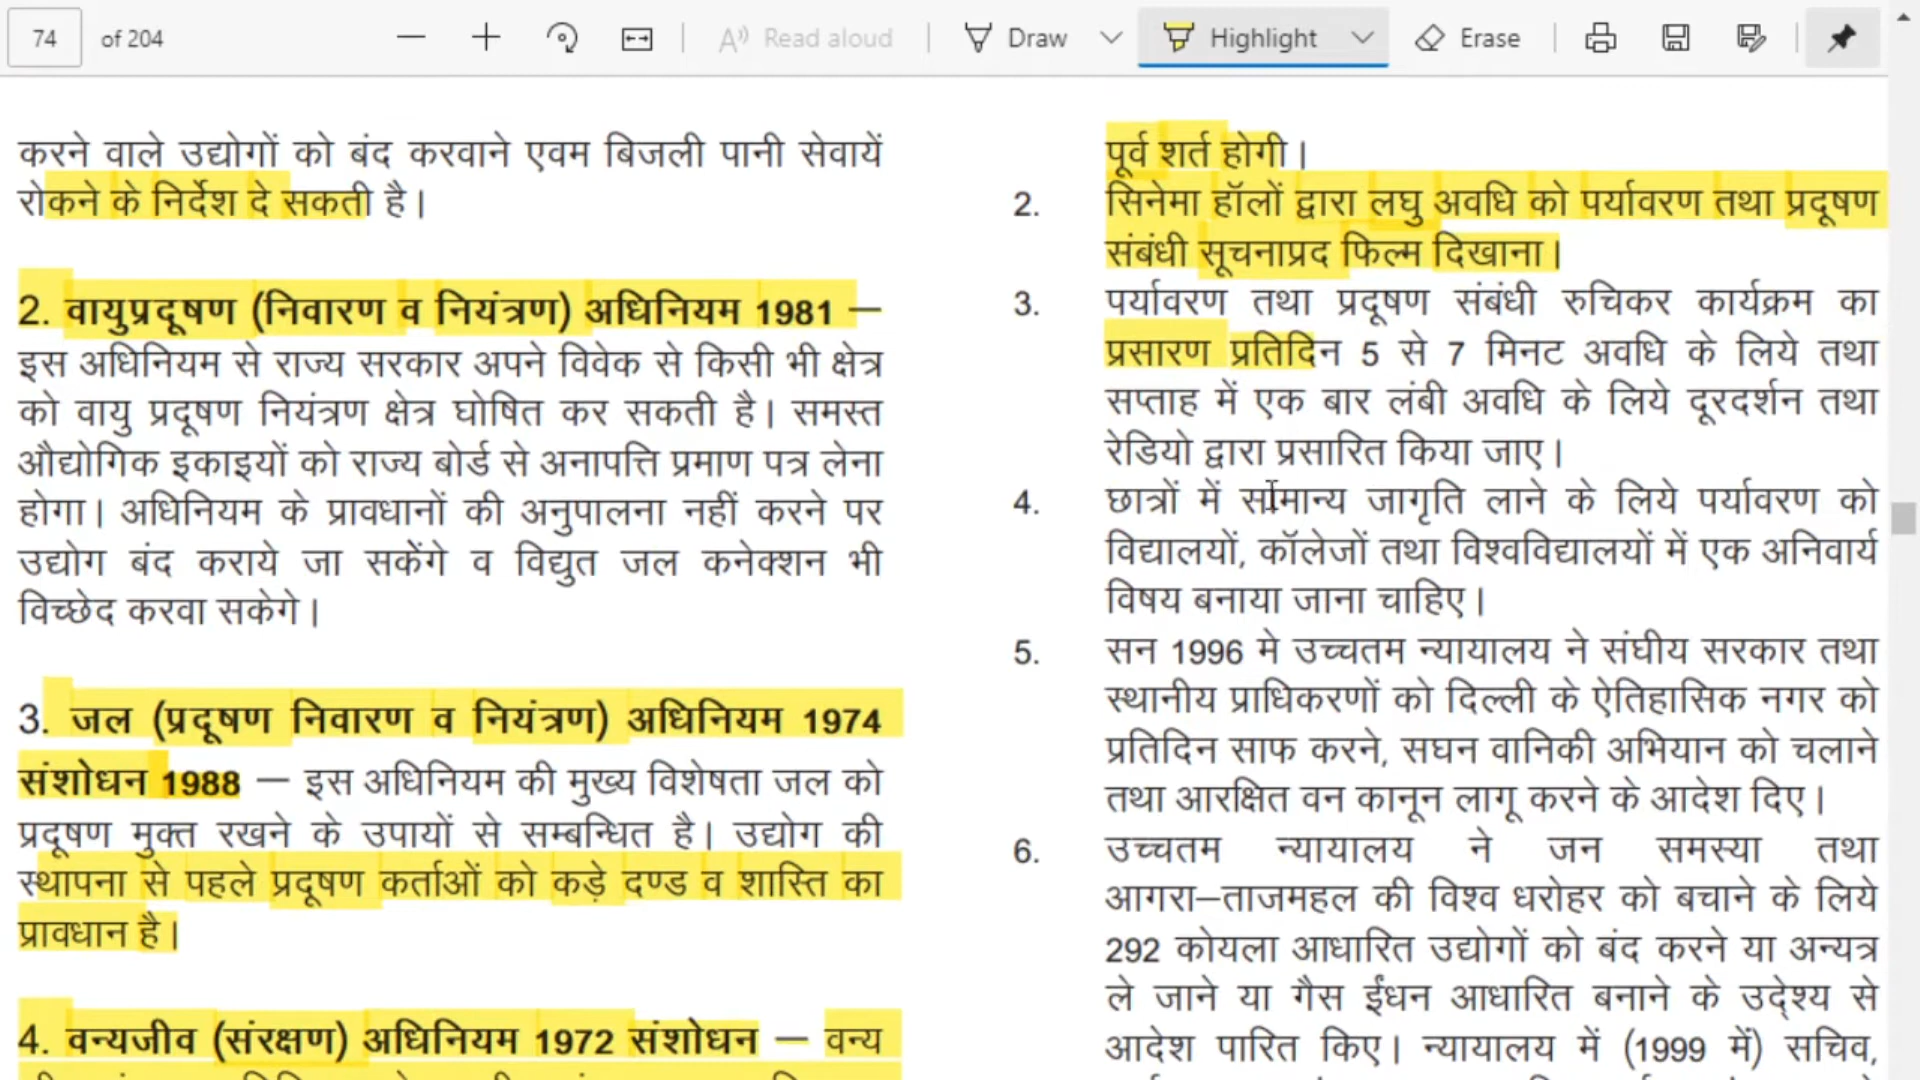 74 of 204 Read aloud Draw Highlight Erase
करने वाले उद्योगों को बंद करवाने एवम बिजली पानी सेवायें
रोकने के निर्देश दे सकती है।
2. वायुप्रदूषण (निवारण व नियंत्रण) अधिनियम 1981 –
इस अधिनियम से राज्य सरकार अपने विवेक से किसी भी क्षेत्र
को वायु प्रदूषण नियंत्रण क्षेत्र घोषित कर सकती है। समस्त
औद्योगिक इकाइयों को राज्य बोर्ड से अनापत्ति प्रमाण पत्र लेना
होगा। अधिनियम के प्रावधानों की अनुपालना नहीं करने पर
उद्योग बंद कराये जा सकेंगे व विद्युत जल कनेक्शन भी
विच्छेद करवा सकेगे।
3. जल (प्रदूषण निवारण व नियंत्रण) अधिनियम 1974
संशोधन 1988 – इस अधिनियम की मुख्य विशेषता जल को
प्रदूषण मुक्त रखने के उपायों से सम्बन्धित है। उद्योग की
स्थापना से पहले प्रदूषण कर्ताओं को कड़े दण्ड व शास्ति का
प्रावधान है।
4. वन्यजीव (संरक्षण) अधिनियम 1972 संशोधन – वन्य
पूर्व शर्त होगी।
2. सिनेमा हॉलों द्वारा लघु अवधि को पर्यावरण तथा प्रदूषण
संबंधी सूचनाप्रद फिल्म दिखाना।
3. पर्यावरण तथा प्रदूषण संबंधी रुचिकर कार्यक्रम का
प्रसारण प्रतिदिन 5 से 7 मिनट अवधि के लिये तथा
सप्ताह में एक बार लंबी अवधि के लिये दूरदर्शन तथा
रेडियो द्वारा प्रसारित किया जाए।
4. छात्रों में सामान्य जागृति लाने के लिये पर्यावरण को
विद्यालयों, कॉलेजों तथा विश्वविद्यालयों में एक अनिवार्य
विषय बनाया जाना चाहिए।
5. सन 1996 मे उच्चतम न्यायालय ने संघीय सरकार तथा
स्थानीय प्राधिकरणों को दिल्ली के ऐतिहासिक नगर को
प्रतिदिन साफ करने, सघन वानिकी अभियान को चलाने
तथा आरक्षित वन कानून लागू करने के आदेश दिए।
6. उच्चतम न्यायालय ने जन समस्या तथा
आगरा–ताजमहल की विश्व धरोहर को बचाने के लिये
292 कोयला आधारित उद्योगों को बंद करने या अन्यत्र
ले जाने या गैस ईंधन आधारित बनाने के उद्देश्य से
आदेश पारित किए। न्यायालय में (1999 में) सचिव,